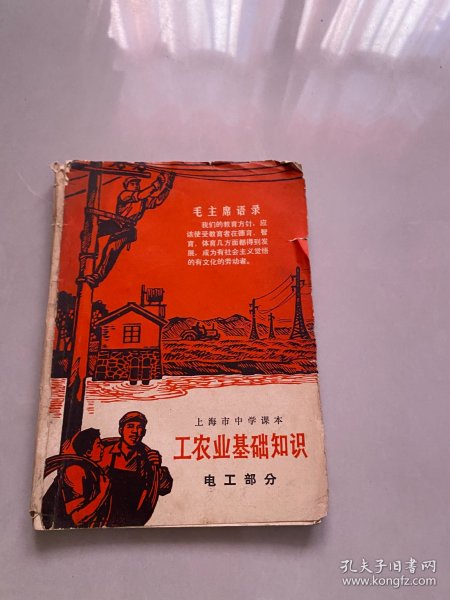 毛主席语录
我们的教育方针，应
该使受教育者在德育、智
育、体育几方面都得到发
展，成为有社会主义觉悟
的有文化的劳动者。
上海市中学课本
工农业基础知识
电工部分
孔夫子旧书网
www.kongfz.com